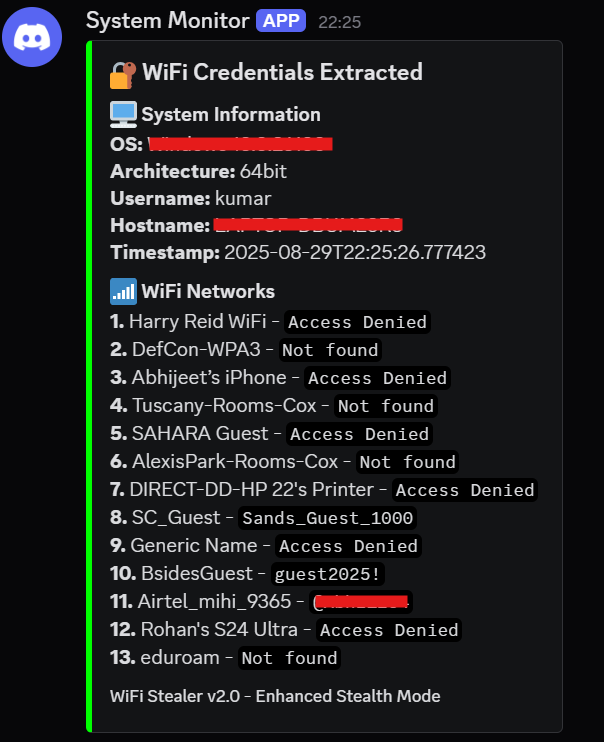 System Monitor APP 22:25
WiFi Credentials Extracted
System Information
OS:
Architecture: 64bit
Username: kumar
Hostname:
Timestamp: 2025-08-29T22:25:26.777423
WiFi Networks
1. Harry Reid WiFi - Access Denied
2. DefCon-WPA3 - Not found
3. Abhijeet’s iPhone - Access Denied
4. Tuscany-Rooms-Cox - Not found
5. SAHARA Guest - Access Denied
6. AlexisPark-Rooms-Cox - Not found
7. DIRECT-DD-HP 22's Printer - Access Denied
8. SC_Guest - Sands_Guest_1000
9. Generic Name - Access Denied
10. BsidesGuest - guest2025!
11. Airtel_mihi_9365 -
12. Rohan's S24 Ultra - Access Denied
13. eduroam - Not found
WiFi Stealer v2.0 - Enhanced Stealth Mode